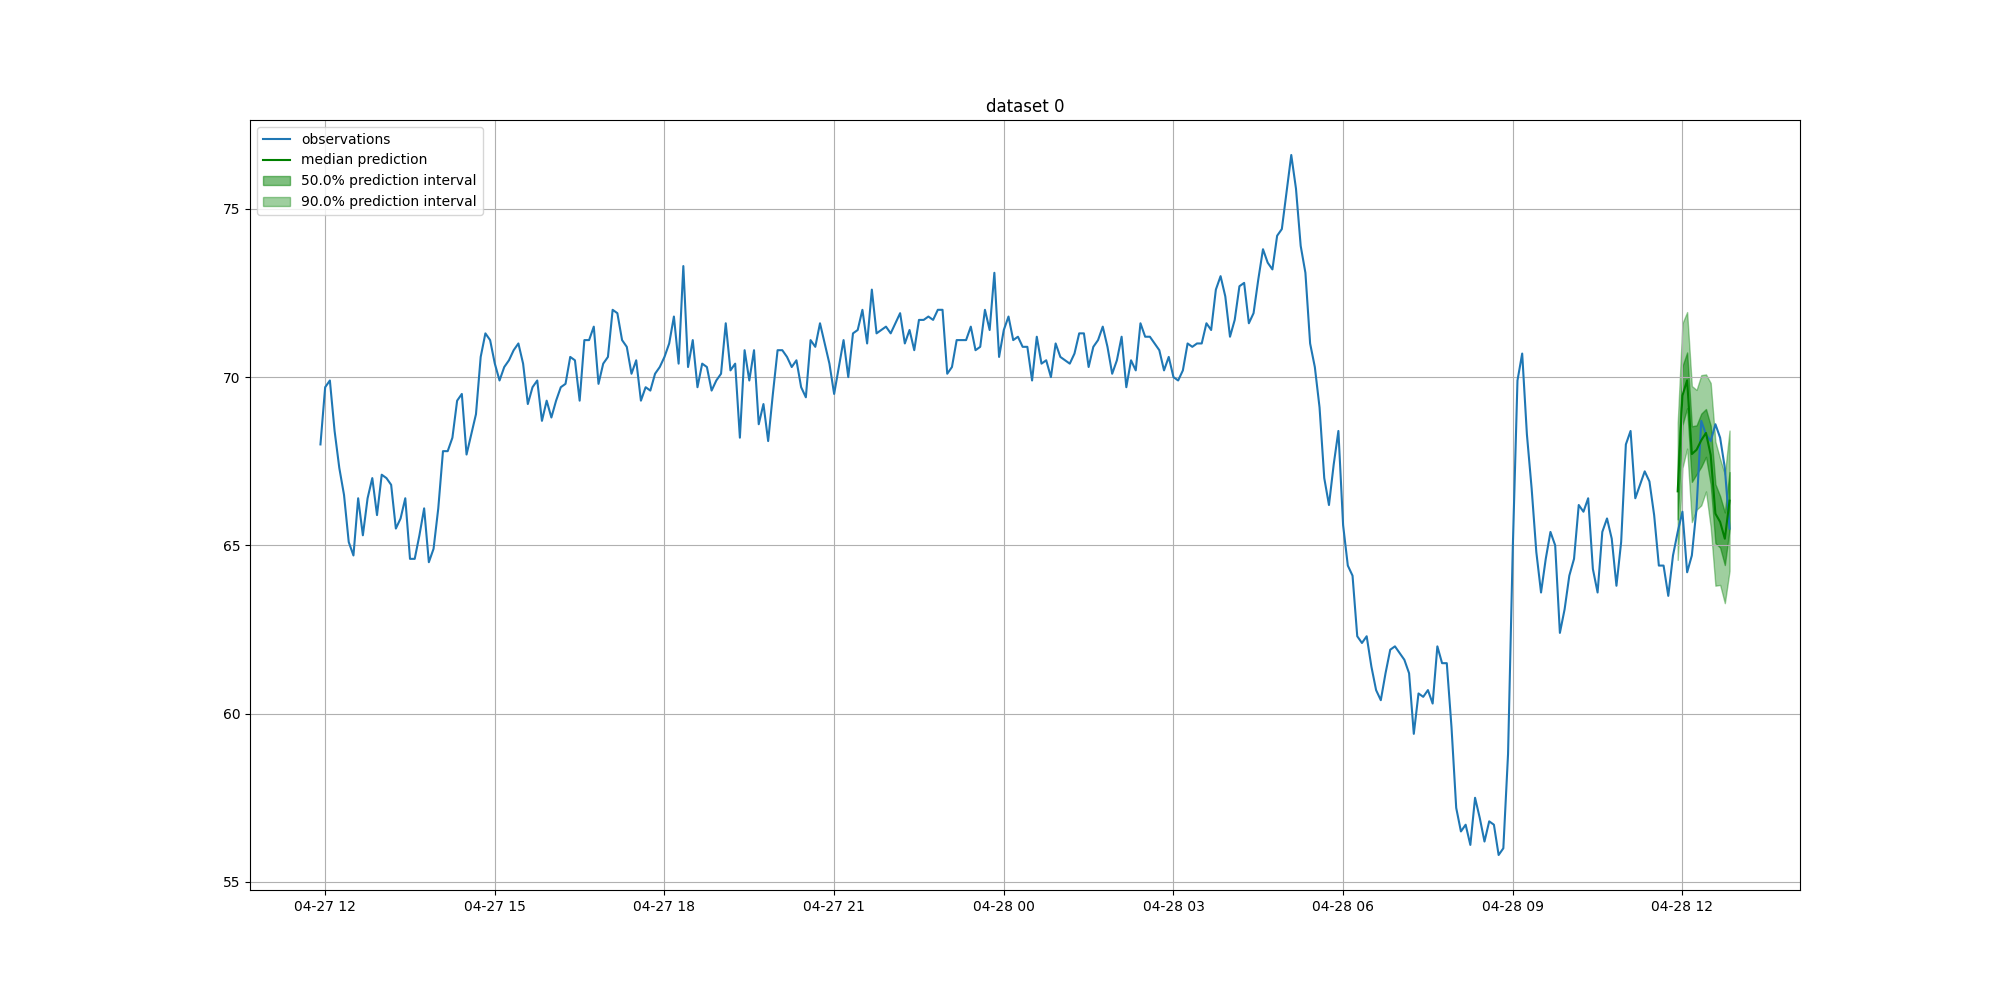 dataset 0
observations
median prediction
50.0% prediction interval
90.0% prediction interval
75
70
65
60
55
04-27 12
04-27 15
04-27 18
04-27 21
04-28 00
04-28 03
04-28 06
04-28 09
04-28 12